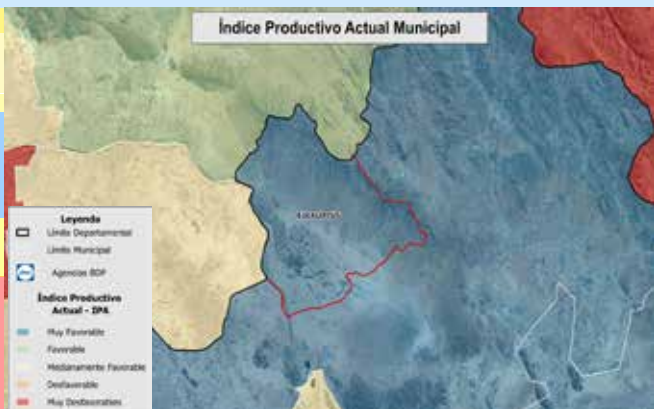 Índice Productivo Actual Municipal
Leyenda
Límite Departamental
Límite Municipal
Agencias BDP
Índice Productivo
Actual - IPA
Muy Favorable
Favorable
Medianamente Favorable
Desfavorable
Muy Desfavorables